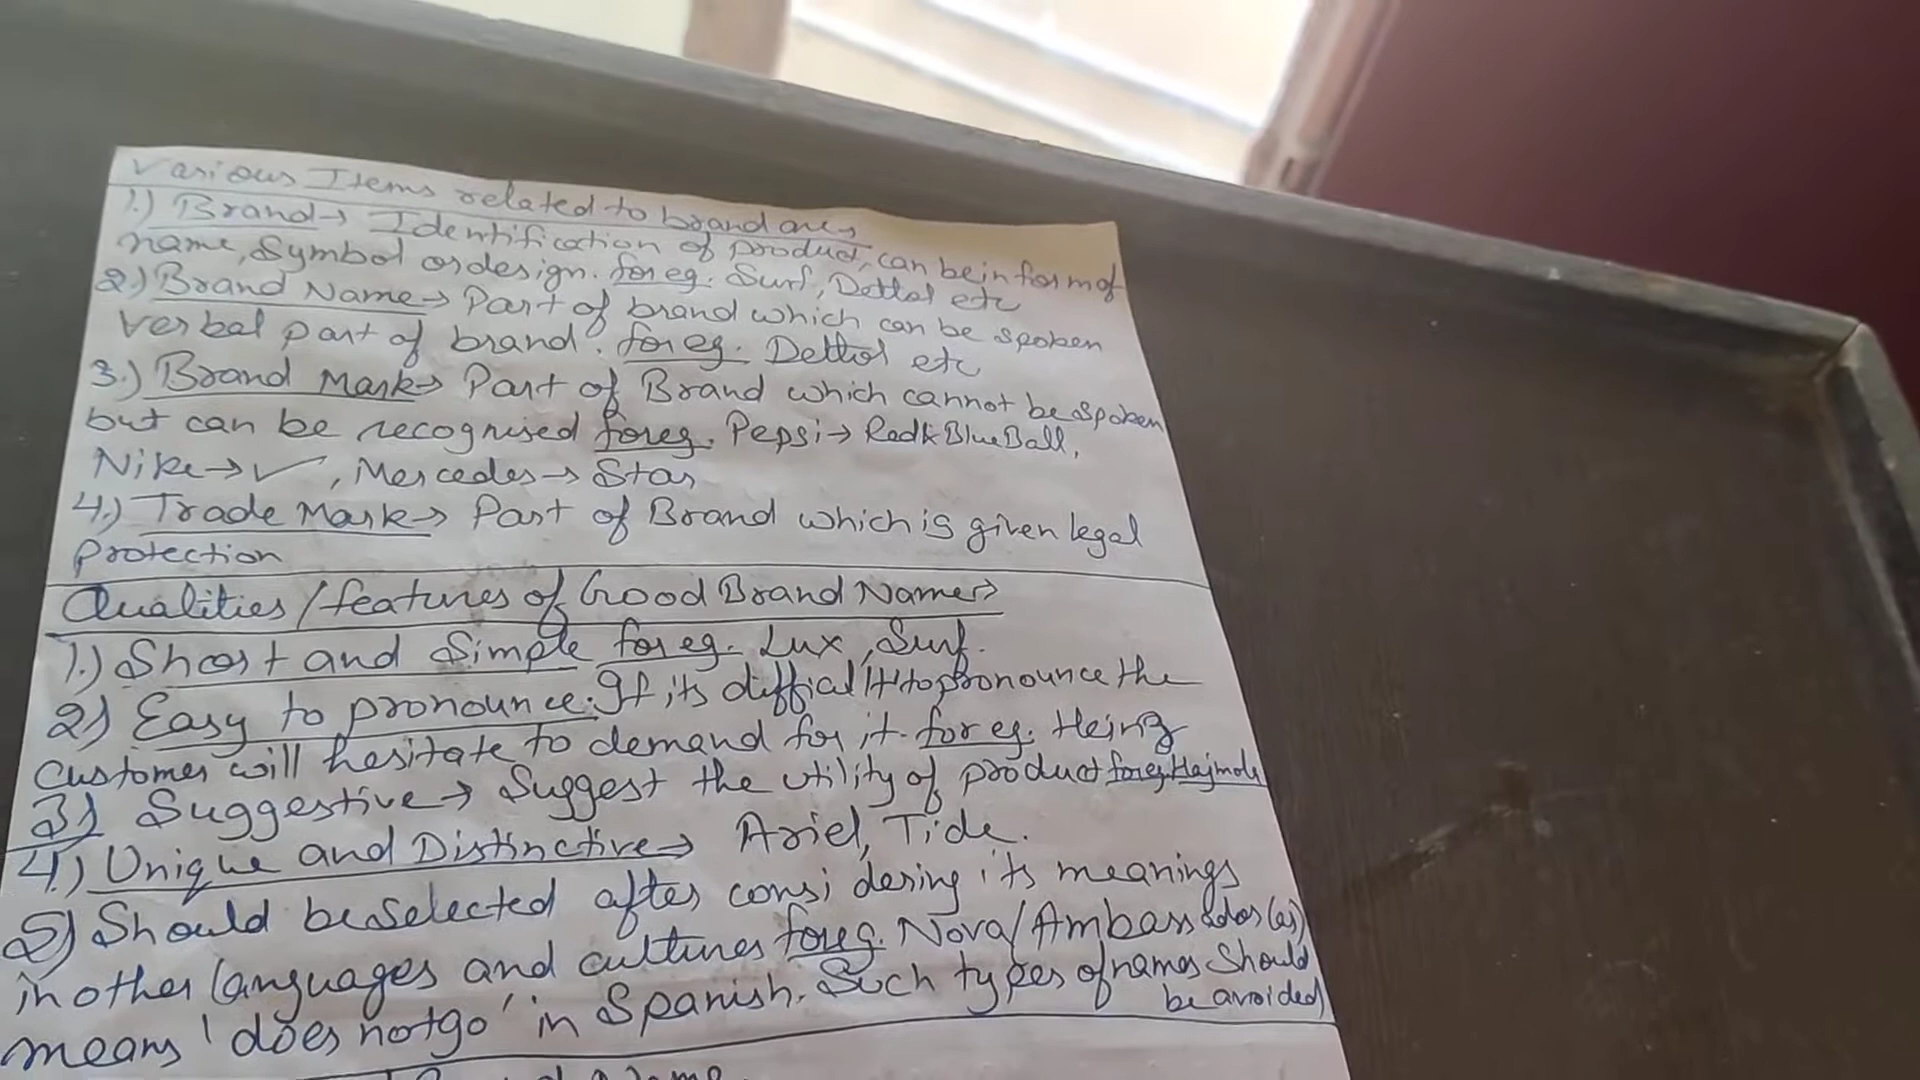 Various Items related to brand are→
1.) Brand→ Identification of product, can be in form of
name, Symbol or design. for eg. Surf, Dettol etc
2.) Brand Name→ Part of brand which can be spoken
Verbal part of brand. for eg. Dettol etc
3.) Brand Mark→ Part of Brand which cannot be spoken
but can be recognised for eg. Pepsi→ Red & Blue Ball,
Nike→ ✓, Mercedes→ Star
4.) Trade Mark→ Part of Brand which is given legal
Protection
Qualities/features of Good Brand Name→
1.) Short and Simple for eg. Lux, Surf.
2) Easy to pronounce. If its difficult to pronounce the
customer will hesitate to demand for it. for eg.
3) Suggestive→ Suggest the utility of product for eg. Hajmola
4.) Unique and Distinctive→ Ariel, Tide.
5) Should be Selected after considering its meanings
in other languages and cultures for eg. Nova/Ambassador (as)
means 'does not go' in Spanish. Such types of names Should
be avoided